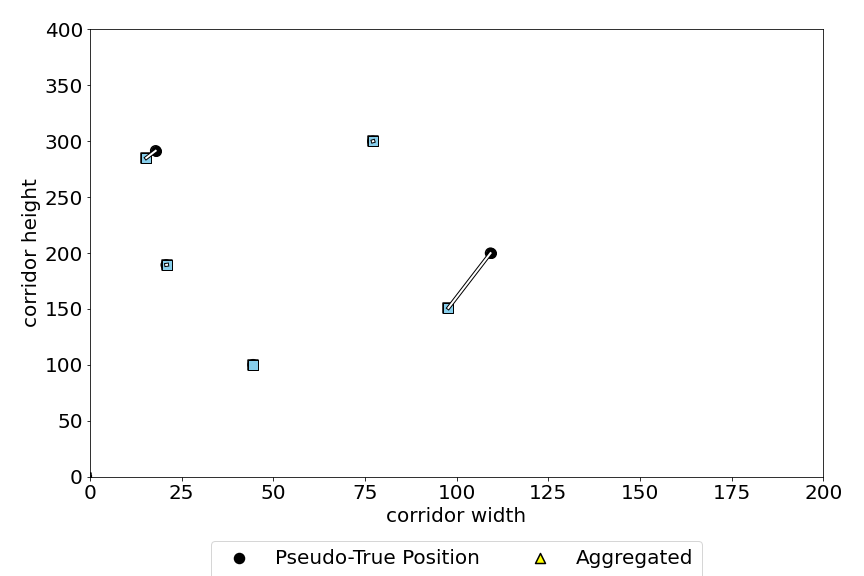 400
350
300
250
200
150
100
50
0
corridor height
0 25 50 75 100 125 150 175 200
corridor width
Pseudo-True Position Aggregated